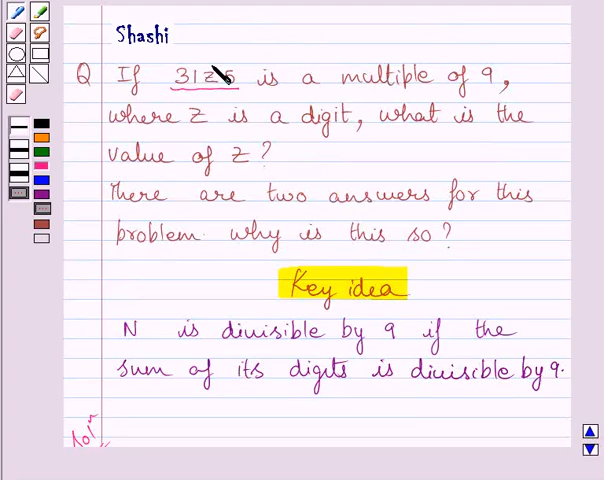 Shashi
Q If 31z5 is a multiple of 9,
where z is a digit, what is the
value of z?
There are two answers for this
problem. why is this so?
Key idea
N is divisible by 9 if the
sum of its digits is divisible by 9.
Solⁿ